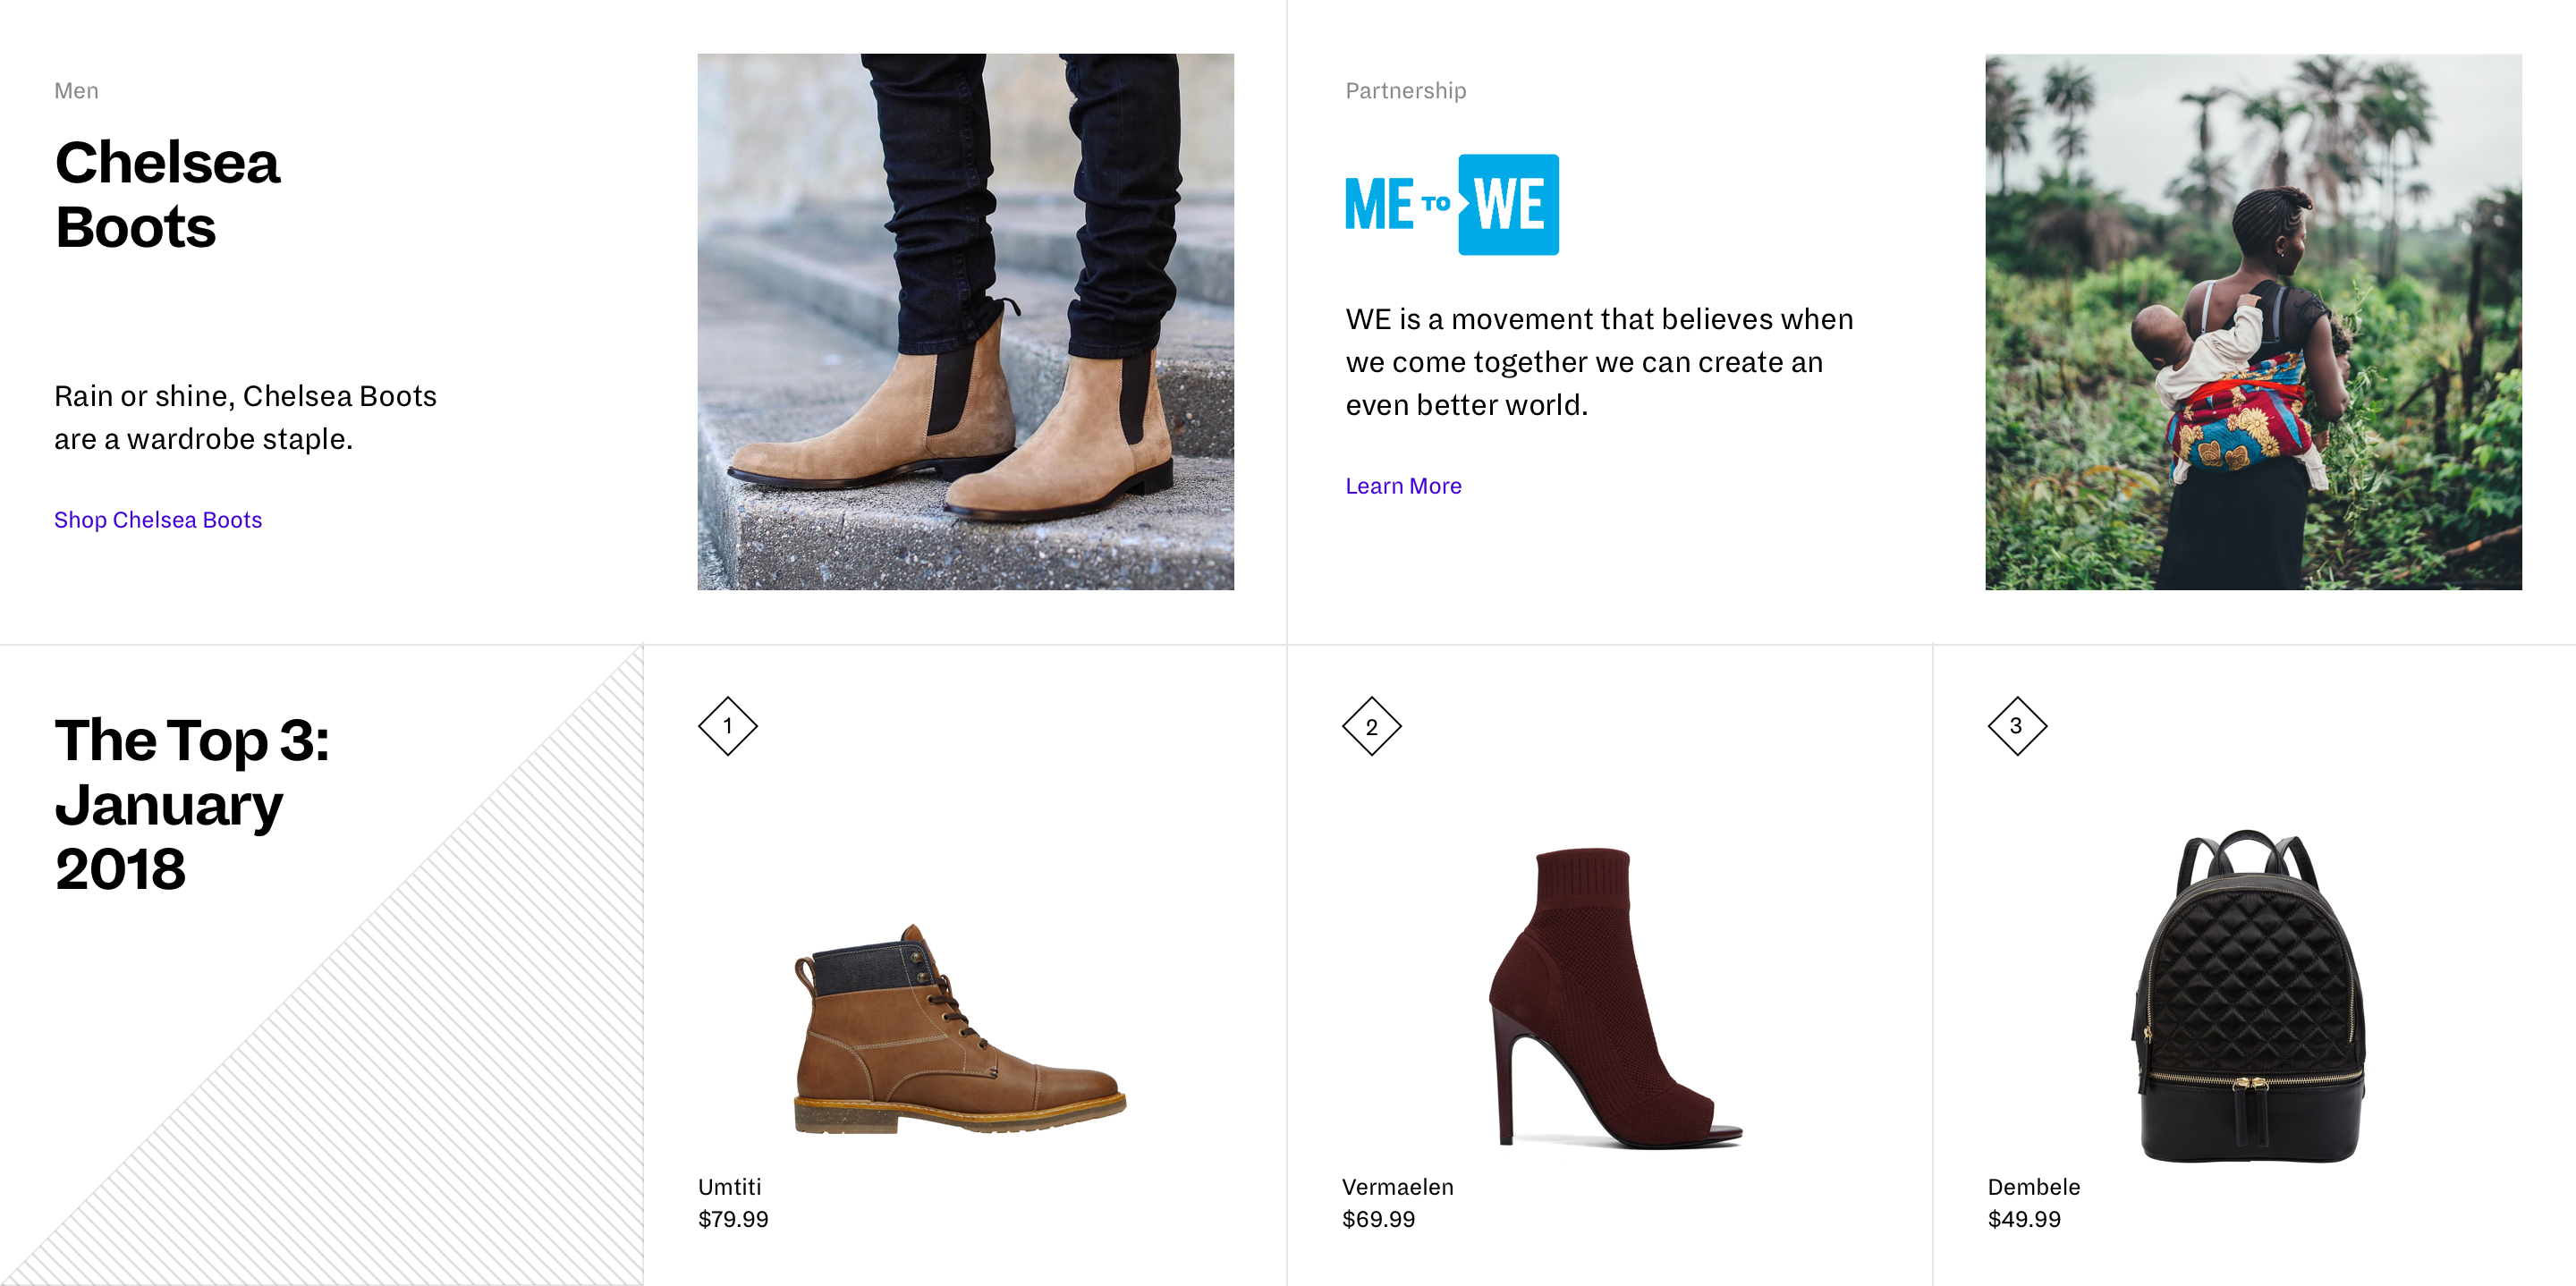 Men
Chelsea
Boots
Rain or shine, Chelsea Boots
are a wardrobe staple.
Shop Chelsea Boots
Partnership
ME TO WE
WE is a movement that believes when
we come together we can create an
even better world.
Learn More
The Top 3:
January
2018
1
Umtiti
$79.99
2
Vermaelen
$69.99
3
Dembele
$49.99